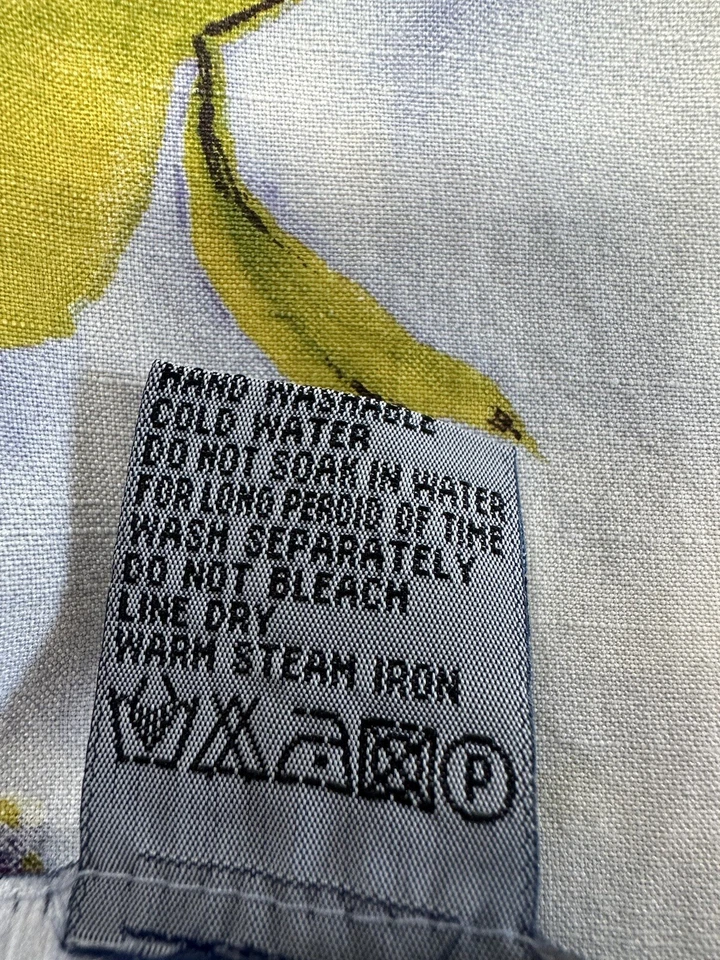 HAND WASHABLE
COLD WATER
DO NOT SOAK IN WATER
FOR LONG PEROID OF TIME
WASH SEPARATELY
DO NOT BLEACH
LINE DRY
WARM STEAM IRON
P